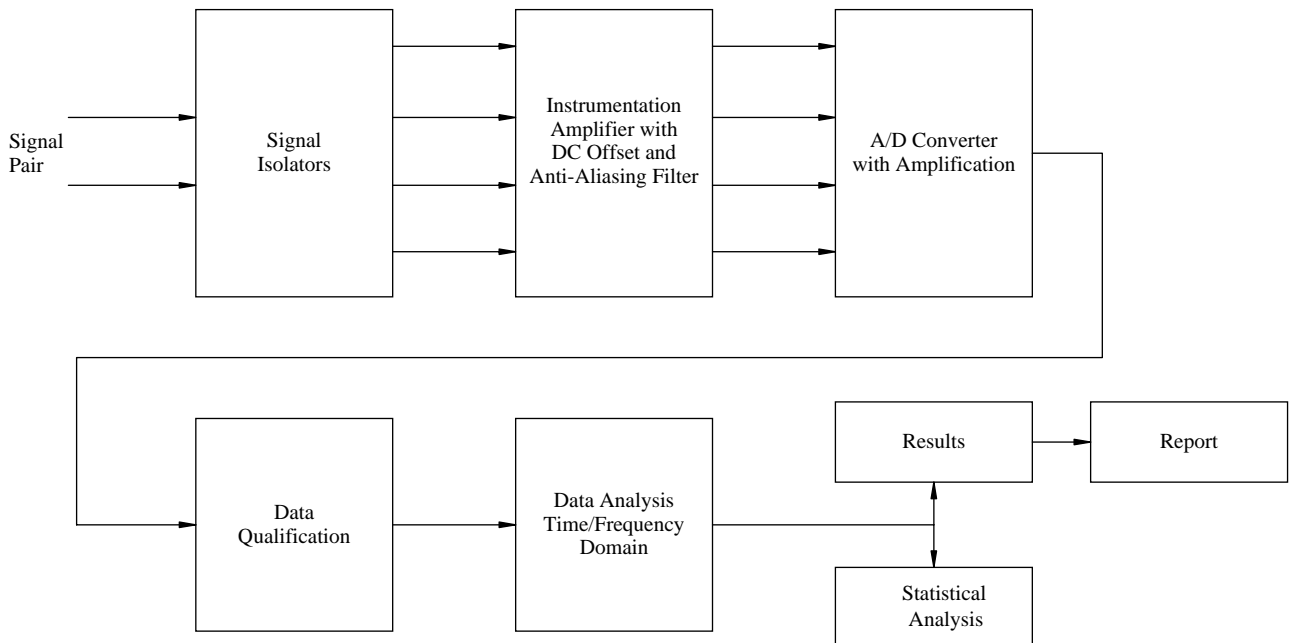 Signal
Pair
Signal
Isolators
Instrumentation
Amplifier with
DC Offset and
Anti-Aliasing Filter
A/D Converter
with Amplification
Data
Qualification
Data Analysis
Time/Frequency
Domain
Results
Report
Statistical
Analysis